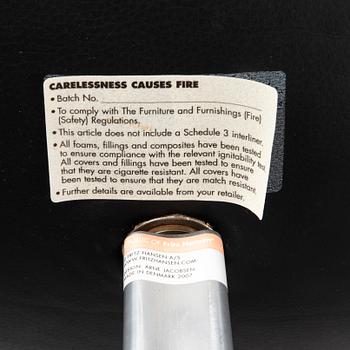 CARELESSNESS CAUSES FIRE
• Batch No.
• To comply with The Furniture and Furnishings (Fire)
(Safety) Regulations.
• This article does not include a Schedule 3 interliner.
• All foams, fillings and composites have been tested
to ensure compliance with the relevant ignitability test
All covers and fillings have been tested to ensure
that they are cigarette resistant. All covers have
been tested to ensure that they are match resistant.
• Further details are available from your retailer.
Of Fritz Hansen
FRITZ HANSEN A/S
WWW.FRITZHANSEN.COM
DESIGN: ARNE JACOBSEN
MADE IN DENMARK 2007